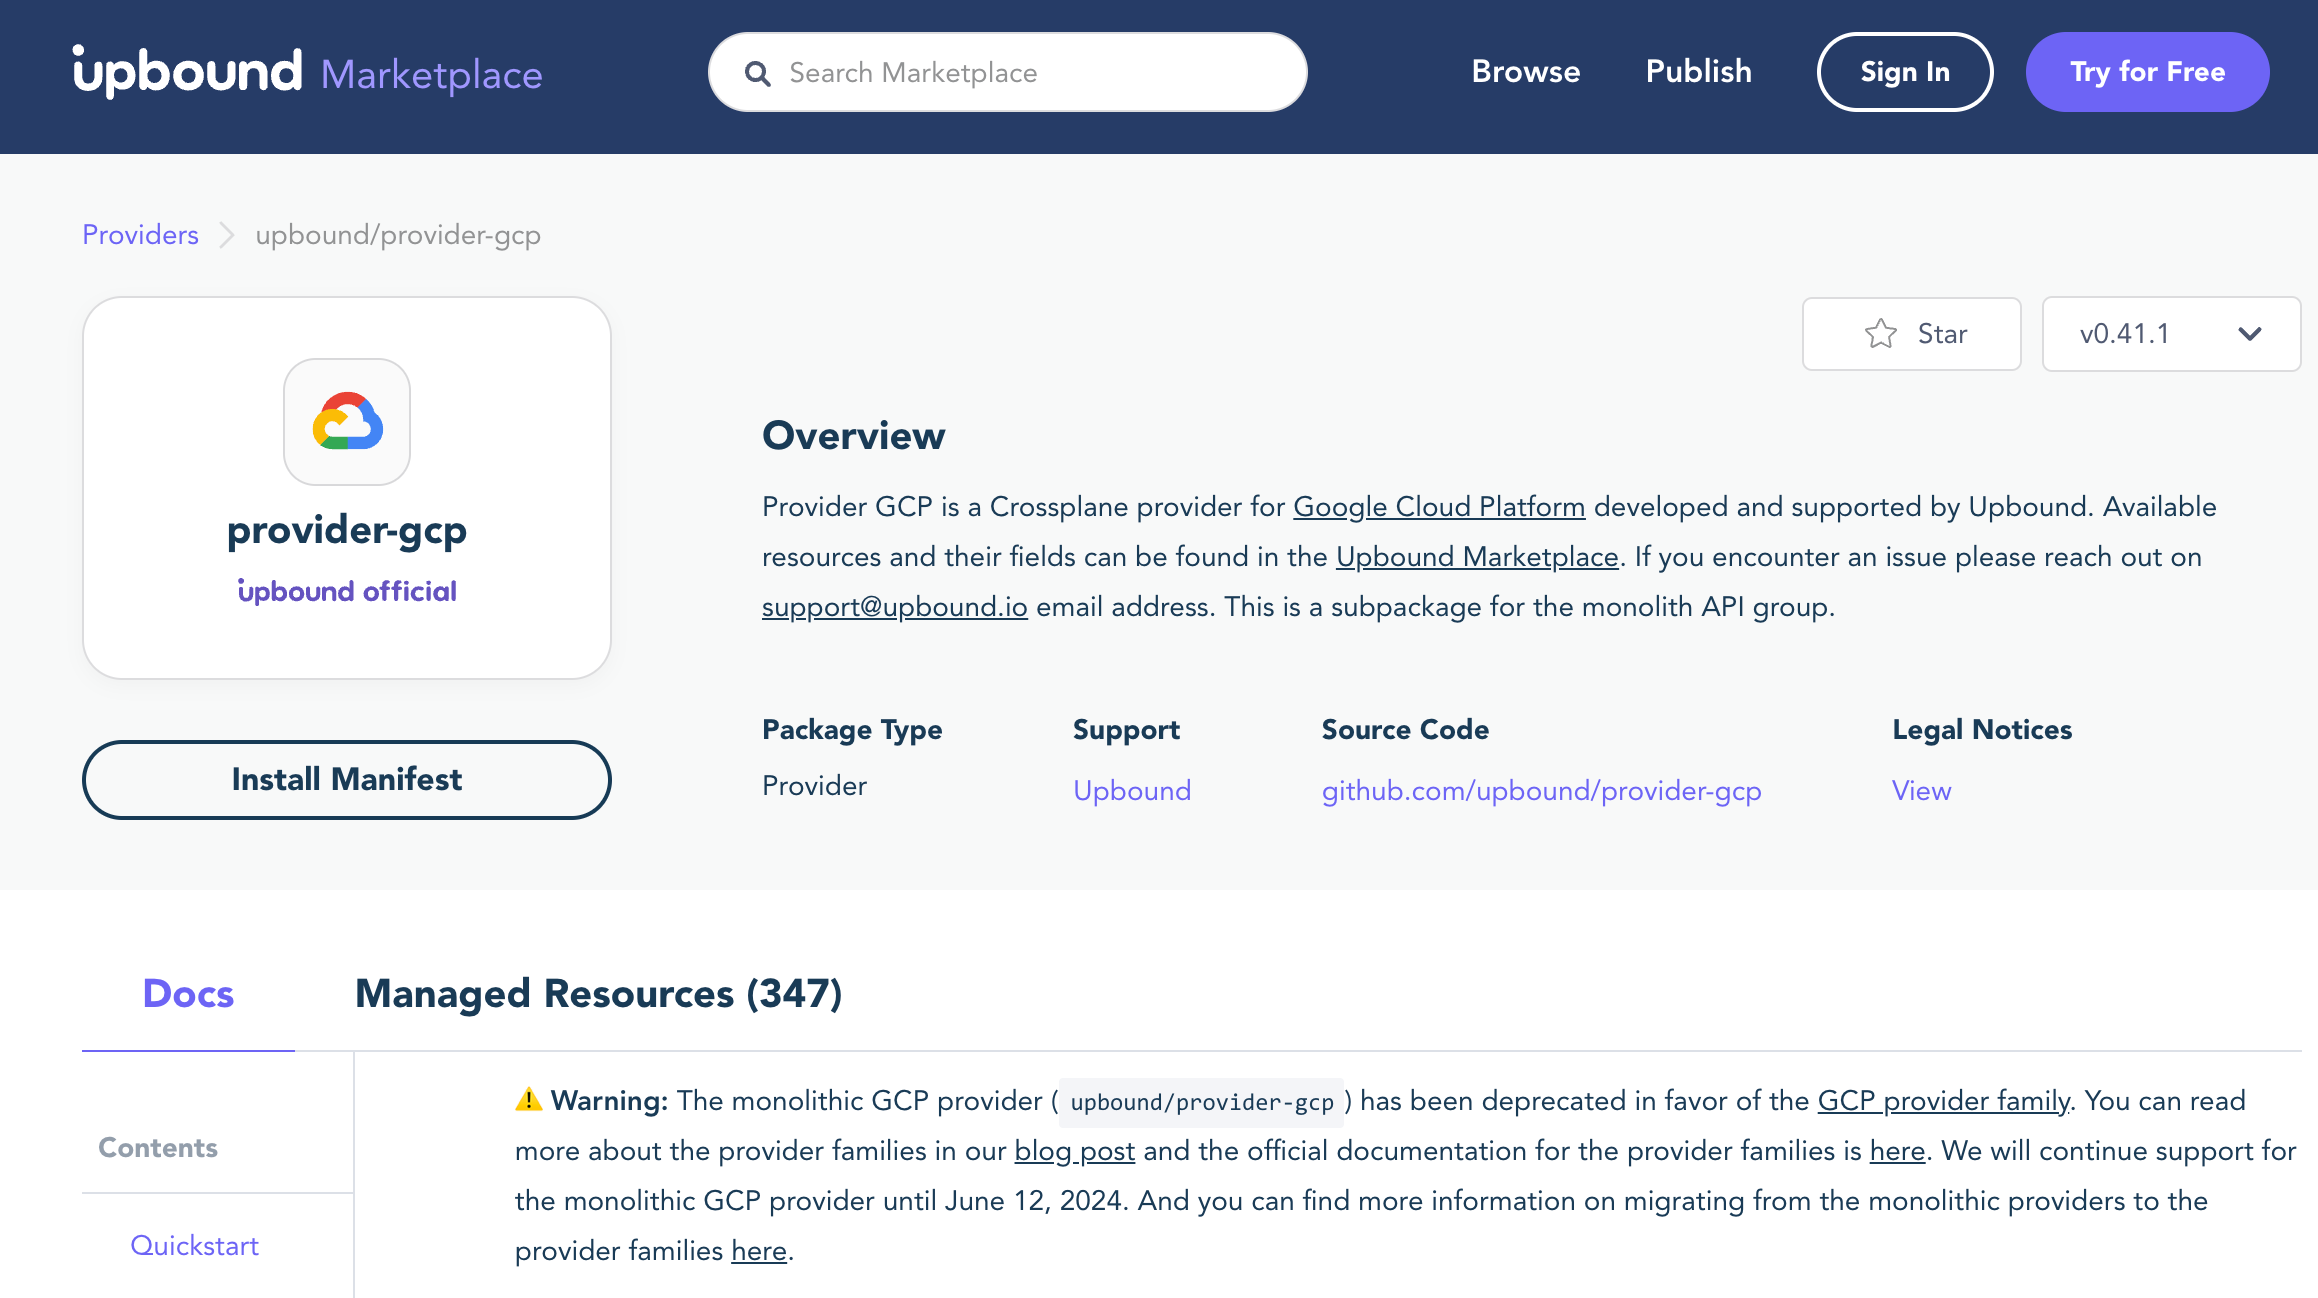 upbound Marketplace
Search Marketplace
Browse
Publish
Sign In
Try for Free
Providers
upbound/provider-gcp
Star
v0.41.1
provider-gcp
upbound official
Install Manifest
Overview
Provider GCP is a Crossplane provider for Google Cloud Platform developed and supported by Upbound. Available
resources and their fields can be found in the Upbound Marketplace. If you encounter an issue please reach out on
support@upbound.io email address. This is a subpackage for the monolith API group.
Package Type
Provider
Support
Upbound
Source Code
github.com/upbound/provider-gcp
Legal Notices
View
Docs
Managed Resources (347)
Contents
Quickstart
⚠️ Warning: The monolithic GCP provider ( upbound/provider-gcp ) has been deprecated in favor of the GCP provider family. You can read
more about the provider families in our blog post and the official documentation for the provider families is here. We will continue support for
the monolithic GCP provider until June 12, 2024. And you can find more information on migrating from the monolithic providers to the
provider families here.